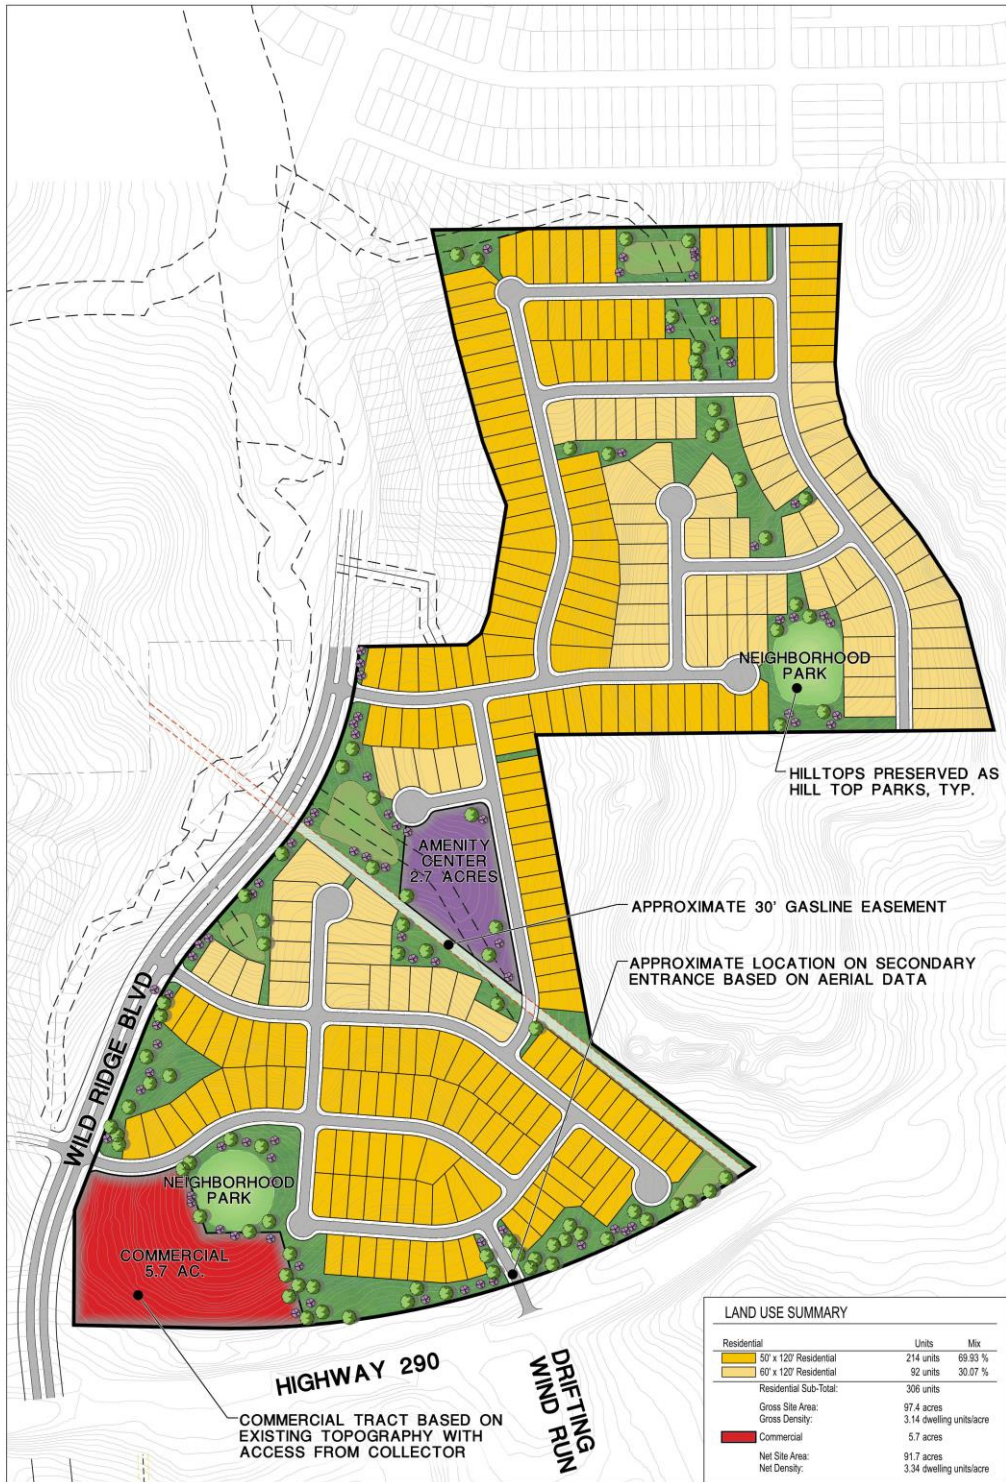 NEIGHBORHOOD
PARK
HILLTOPS PRESERVED AS
HILL TOP PARKS, TYP.
AMENITY
CENTER
2.7 ACRES
APPROXIMATE 30' GASLINE EASEMENT
APPROXIMATE LOCATION ON SECONDARY
ENTRANCE BASED ON AERIAL DATA
WILD RIDGE BLVD
NEIGHBORHOOD
PARK
COMMERCIAL
5.7 AC.
HIGHWAY 290
DRIFTING
WIND RUN
COMMERCIAL TRACT BASED ON
EXISTING TOPOGRAPHY WITH
ACCESS FROM COLLECTOR
LAND USE SUMMARY
Residential Units Mix
50' x 120' Residential 214 units 69.93 %
60' x 120' Residential 92 units 30.07 %
Residential Sub-Total: 306 units
Gross Site Area: 97.4 acres
Gross Density: 3.14 dwelling units/acre
Commercial 5.7 acres
Net Site Area: 91.7 acres
Net Density: 3.34 dwelling units/acre